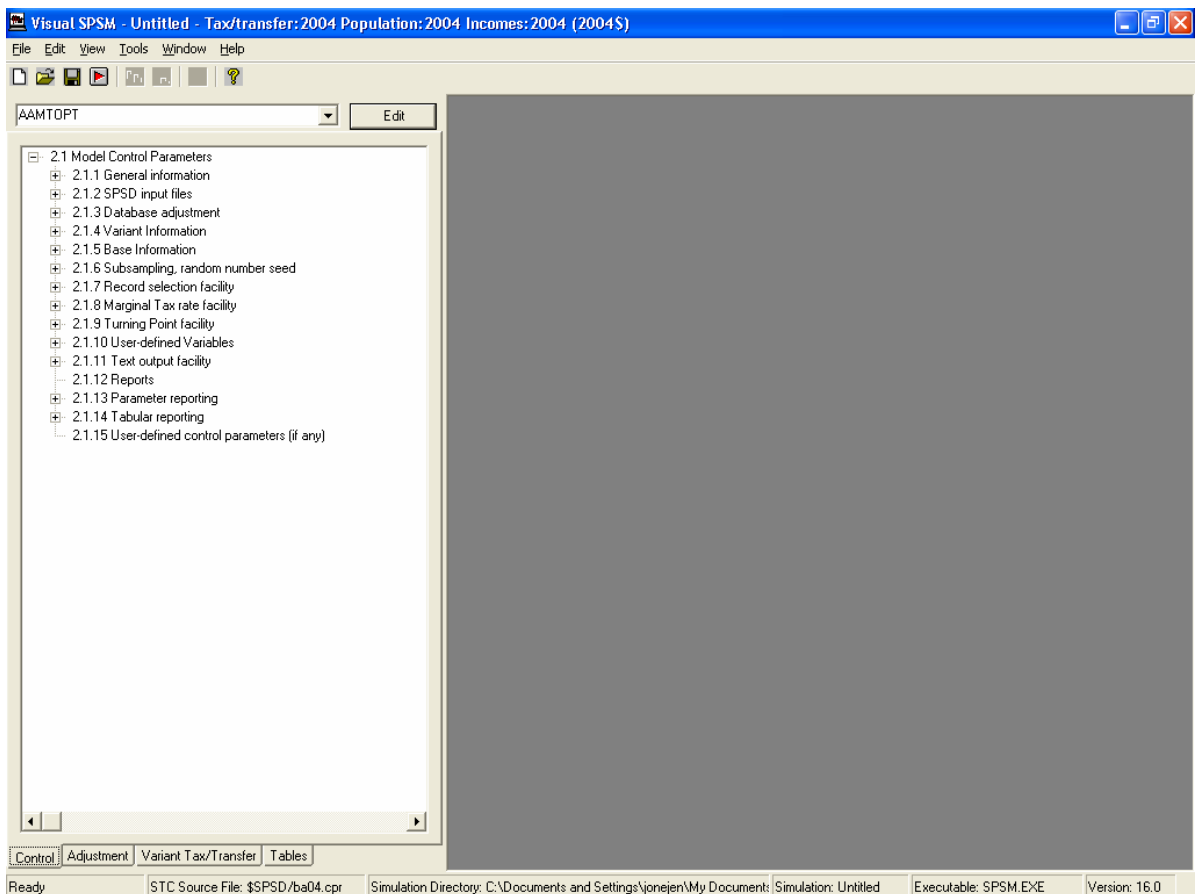 Visual SPSM - Untitled - Tax/transfer:2004 Population:2004 Incomes:2004 (2004$)
File Edit View Tools Window Help
AAMTOPT Edit
2.1 Model Control Parameters
2.1.1 General information
2.1.2 SPSD input files
2.1.3 Database adjustment
2.1.4 Variant Information
2.1.5 Base Information
2.1.6 Subsampling, random number seed
2.1.7 Record selection facility
2.1.8 Marginal Tax rate facility
2.1.9 Turning Point facility
2.1.10 User-defined Variables
2.1.11 Text output facility
2.1.12 Reports
2.1.13 Parameter reporting
2.1.14 Tabular reporting
2.1.15 User-defined control parameters (if any)
Control Adjustment Variant Tax/Transfer Tables
Ready STC Source File: $SPSD/ba04.cpr Simulation Directory: C:\Documents and Settings\jonejen\My Document: Simulation: Untitled Executable: SPSM.EXE Version: 16.0